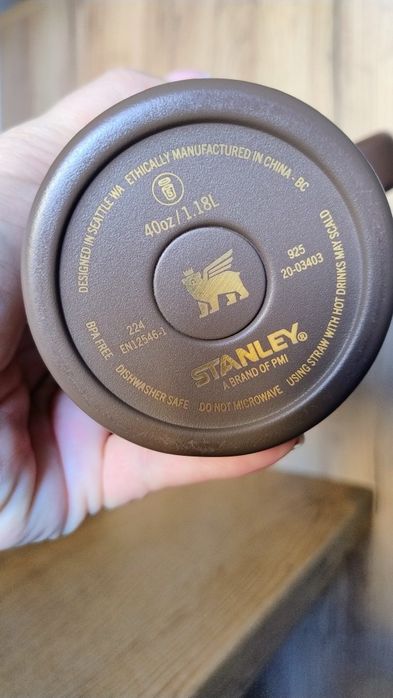 DESIGNED IN SEATTLE WA ETHICALLY MANUFACTURED IN CHINA - BC
40oz/1.18L
925
20-03403
224
EN12546-1
STANLEY®
A BRAND OF PMI
BPA FREE DISHWASHER SAFE DO NOT MICROWAVE USING STRAW WITH HOT DRINKS MAY SCALD